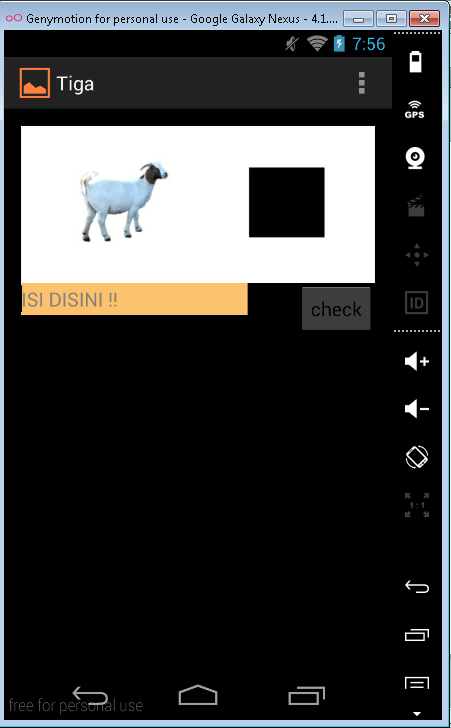 Genymotion for personal use - Google Galaxy Nexus - 4.1....
7:56
Tiga
GPS
ID
ISI DISINI !!
check
1:1
free for personal use